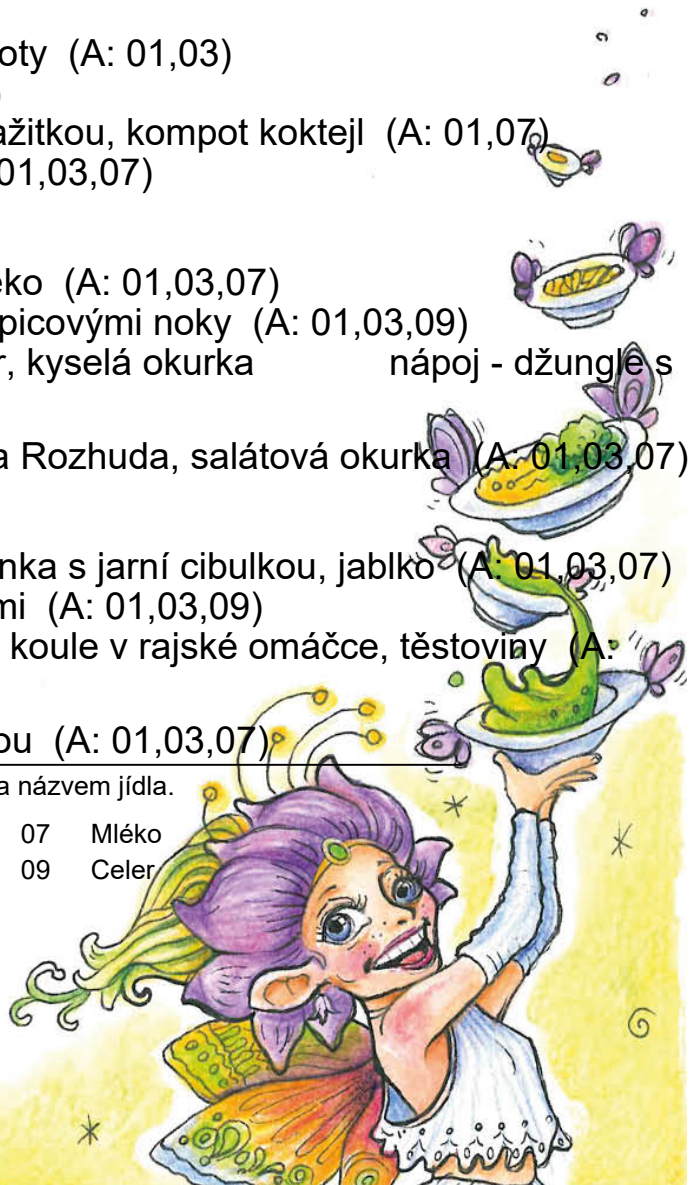 oty (A: 01,03)
)
ažitkou, kompot koktejl (A: 01,07)
01,03,07)
éko (A: 01,03,07)
picovými noky (A: 01,03,09)
r, kyselá okurka nápoj - džungle s
a Rozhuda, salátová okurka (A: 01,03,07)
nka s jarní cibulkou, jablko (A: 01,03,07)
mi (A: 01,03,09)
koule v rajské omáčce, těstoviny (A:
ou (A: 01,03,07)
a názvem jídla.
07 Mléko
09 Celer